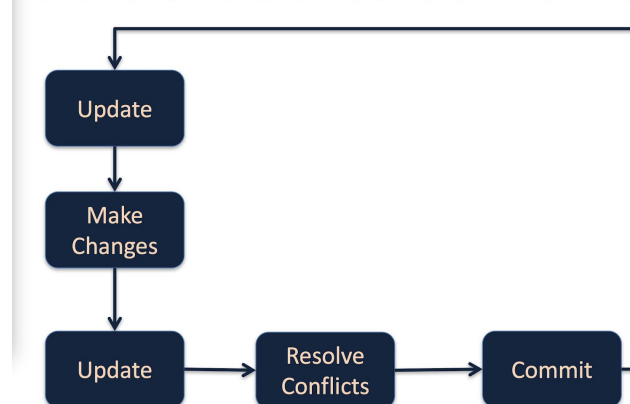 Update
Make
Changes
Update
Resolve
Conflicts
Commit